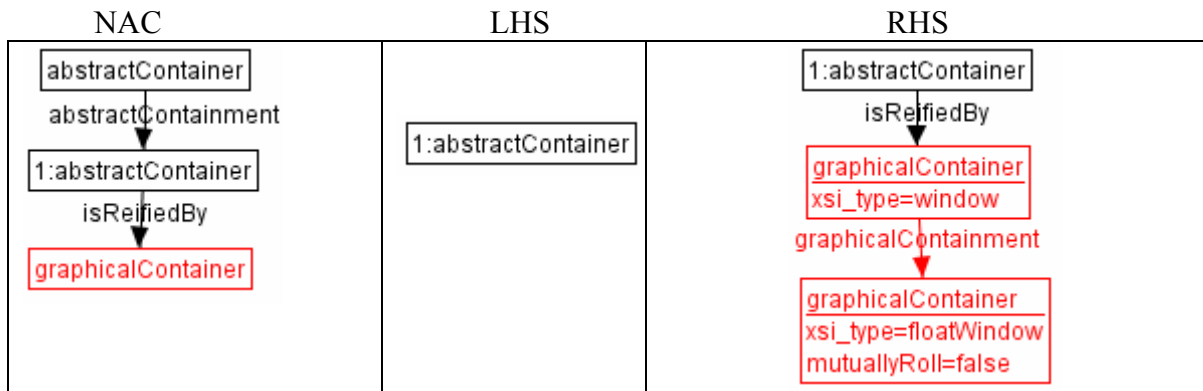 NAC LHS RHS
abstractContainer
abstractContainment
1:abstractContainer
isReifiedBy
graphicalContainer
1:abstractContainer
1:abstractContainer
isReifiedBy
graphicalContainer
xsi_type=window
graphicalContainment
graphicalContainer
xsi_type=floatWindow
mutuallyRoll=false